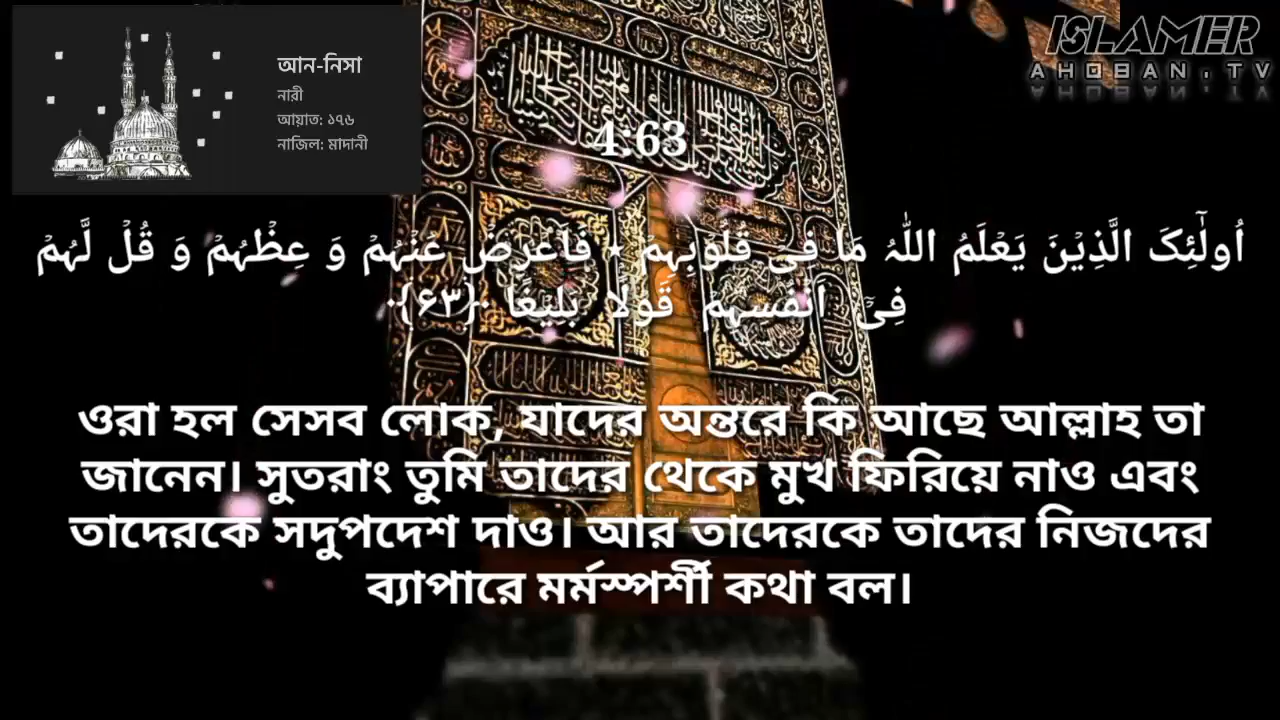 আন-নিসা
নারী
আয়াত: ১৭৬
নাজিল: মাদানী
ISLAMER
AHOBAN.TV
4:63
اُولٰٓئِکَ الَّذِیۡنَ یَعۡلَمُ اللّٰہُ مَا فِیۡ قُلُوۡبِہِمۡ ٭ فَاَعۡرِضۡ عَنۡہُمۡ وَ عِظۡہُمۡ وَ قُلۡ لَّہُمۡ
فِیۡۤ اَنۡفُسِہِمۡ قَوۡلًۢا بَلِیۡغًا ﴿۶۳﴾
ওরা হল সেসব লোক, যাদের অন্তরে কি আছে আল্লাহ তা
জানেন। সুতরাং তুমি তাদের থেকে মুখ ফিরিয়ে নাও এবং
তাদেরকে সদুপদেশ দাও। আর তাদেরকে তাদের নিজদের
ব্যাপারে মর্মস্পর্শী কথা বল।